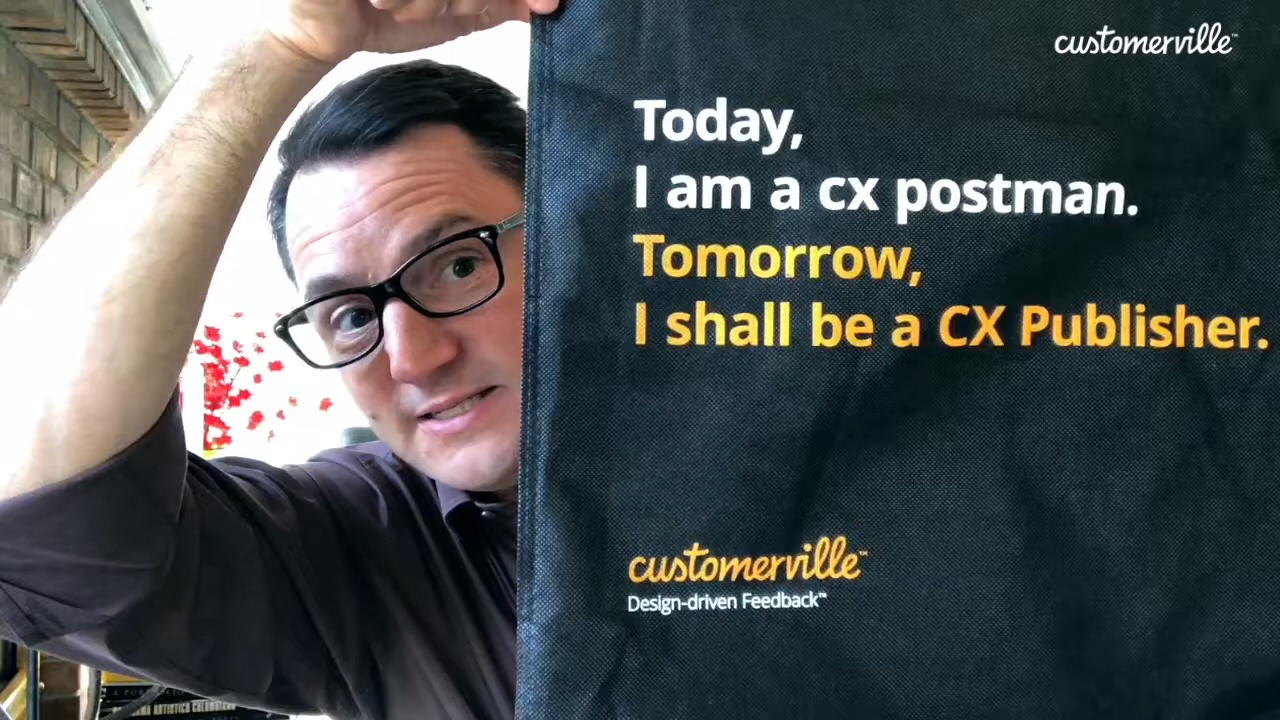 customerville™
Today,
I am a cx postman.
Tomorrow,
I shall be a CX Publisher.
customerville™
Design-driven Feedback™